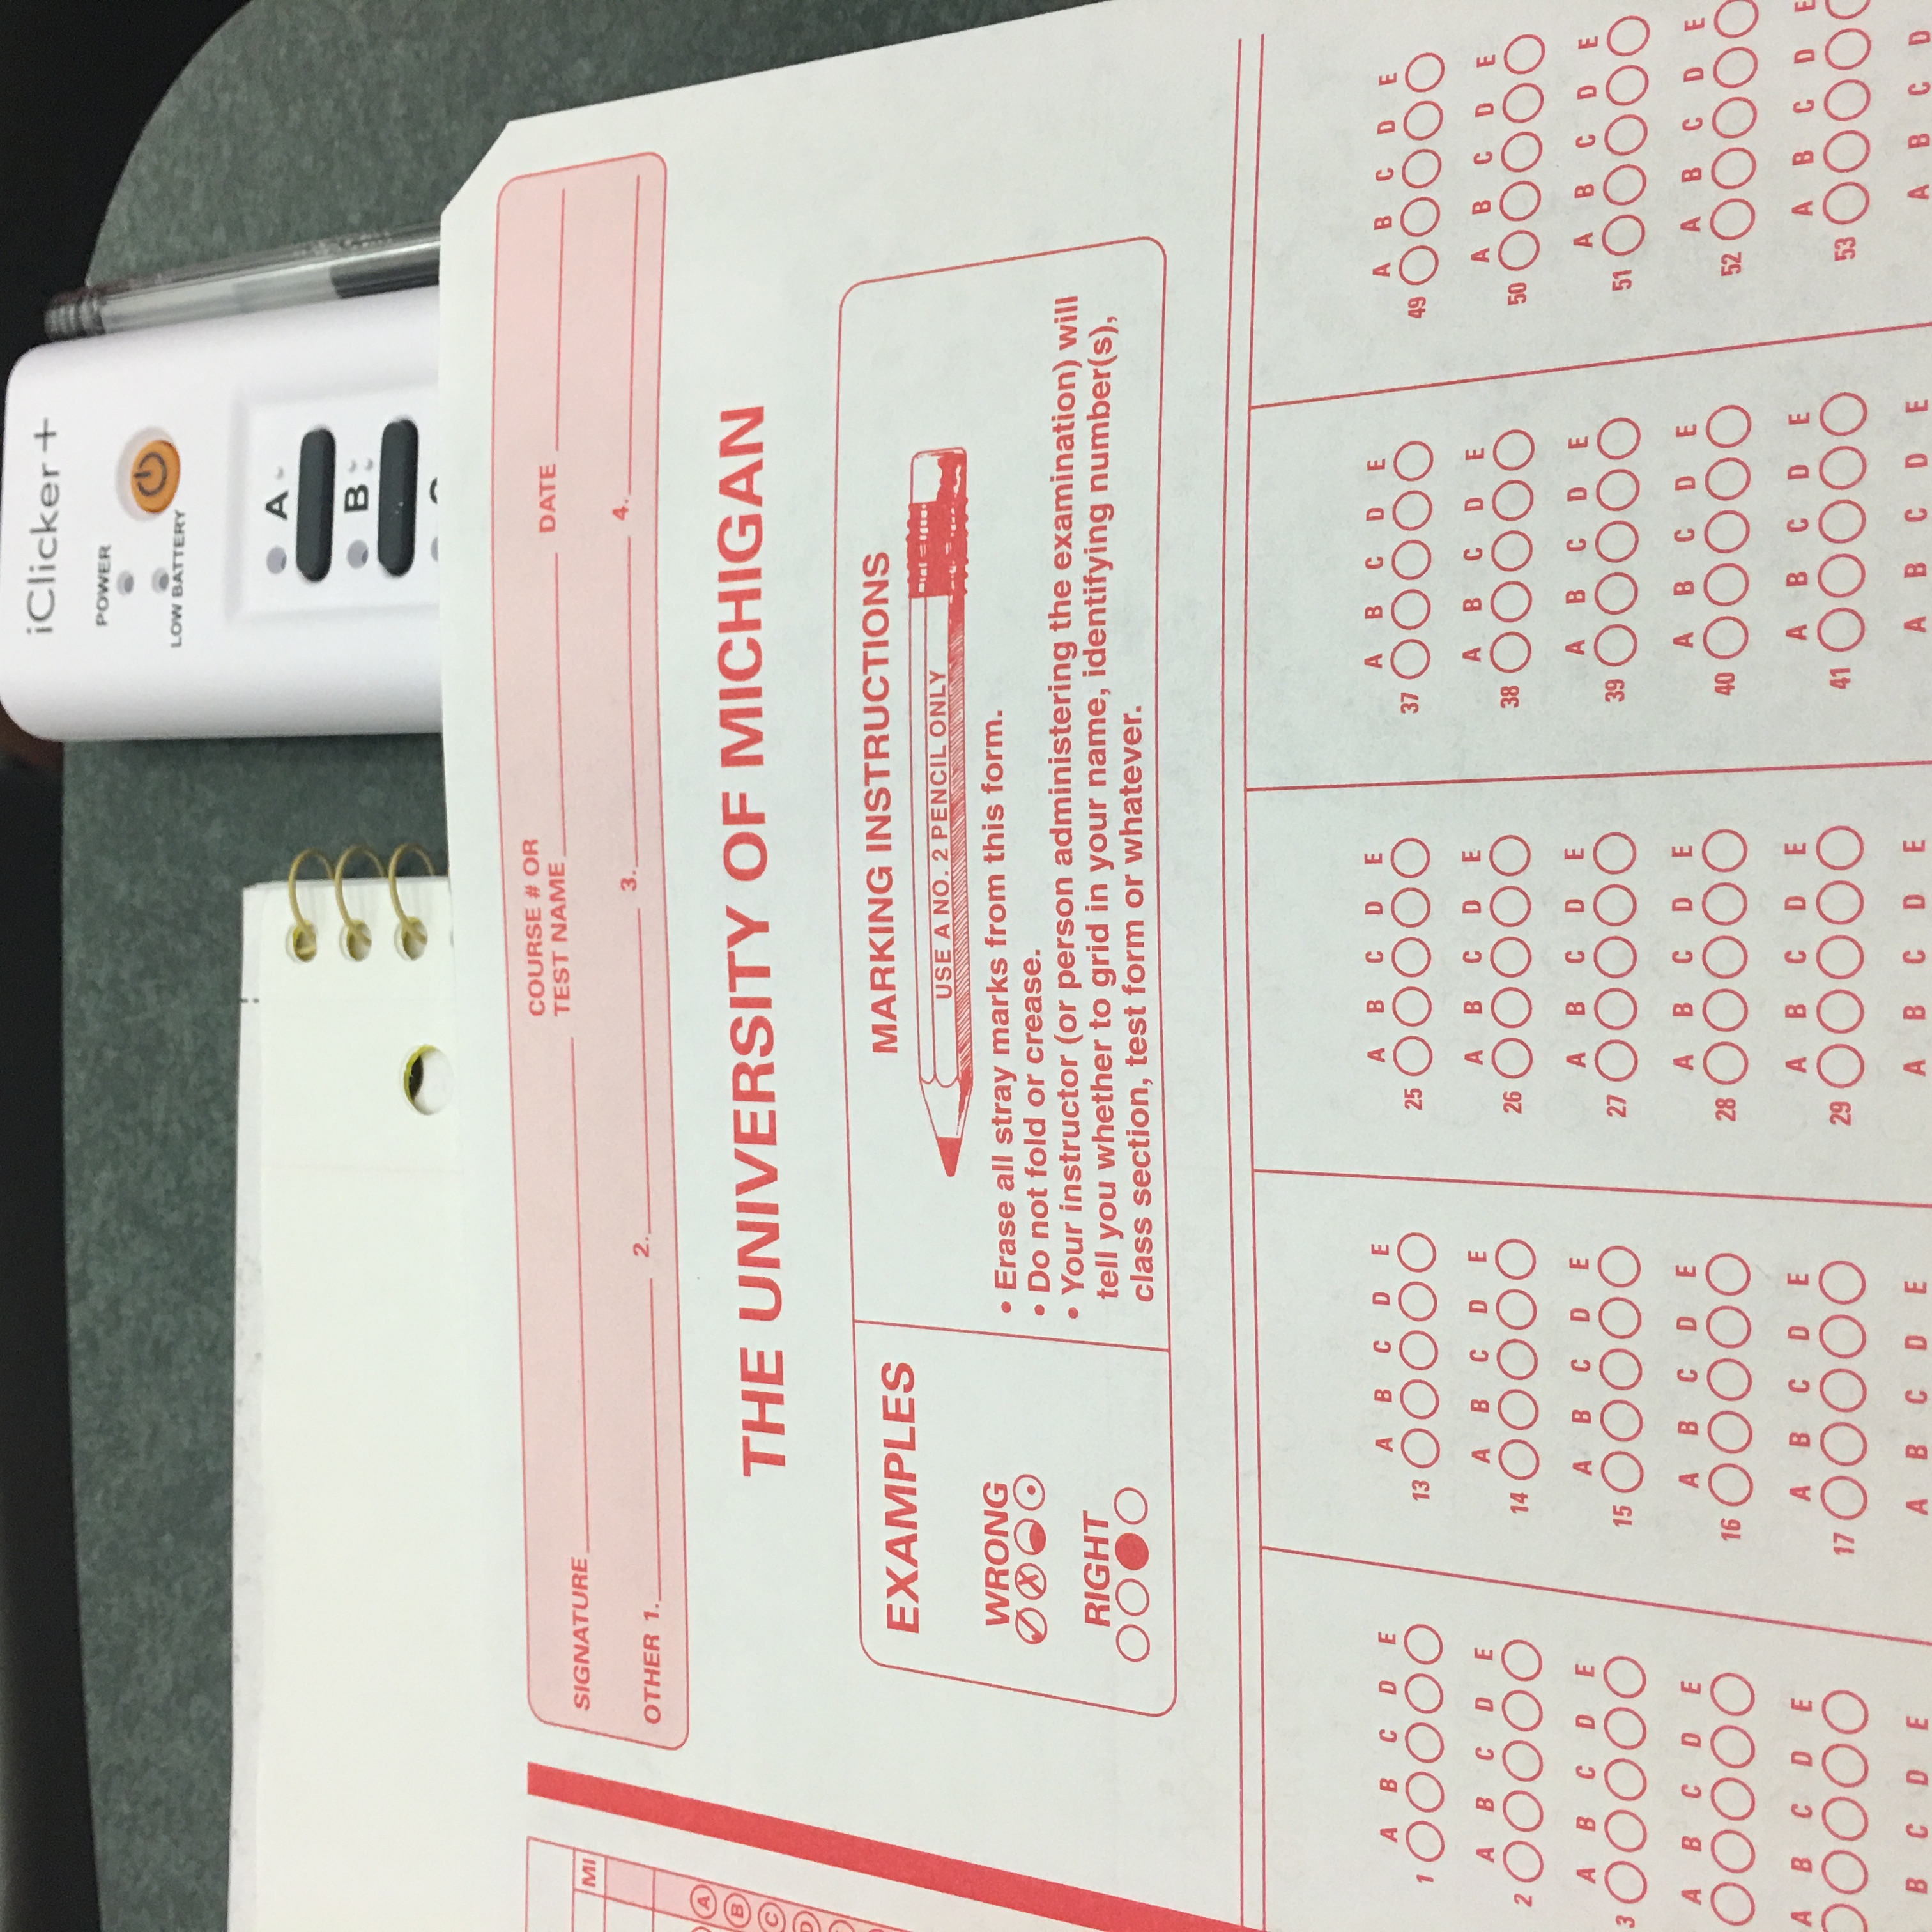 iClicker+
POWER
LOW BATTERY
A
B
COURSE # OR
SIGNATURE TEST NAME DATE
OTHER 1. 2. 3. 4.
MI
A
B
C
D
THE UNIVERSITY OF MICHIGAN
EXAMPLES
WRONG
RIGHT
MARKING INSTRUCTIONS
USE A NO. 2 PENCIL ONLY
• Erase all stray marks from this form.
• Do not fold or crease.
• Your instructor (or person administering the examination) will
tell you whether to grid in your name, identifying number(s),
class section, test form or whatever.
A B C D E
1
A B C D E
2
A B C D E
3
A B C D E
A B C D E
B C D E
A B C D E
13
A B C D E
14
A B C D E
15
A B C D E
16
A B C D E
17
A B C D E
A B C D E
25
A B C D E
26
A B C D E
27
A B C D E
28
A B C D E
29
A B C D E
A B C D E
37
A B C D E
38
A B C D E
39
A B C D E
40
A B C D E
41
A B C D E
A B C D E
49
A B C D E
50
A B C D E
51
A B C D E
52
A B C D E
53
A B C D